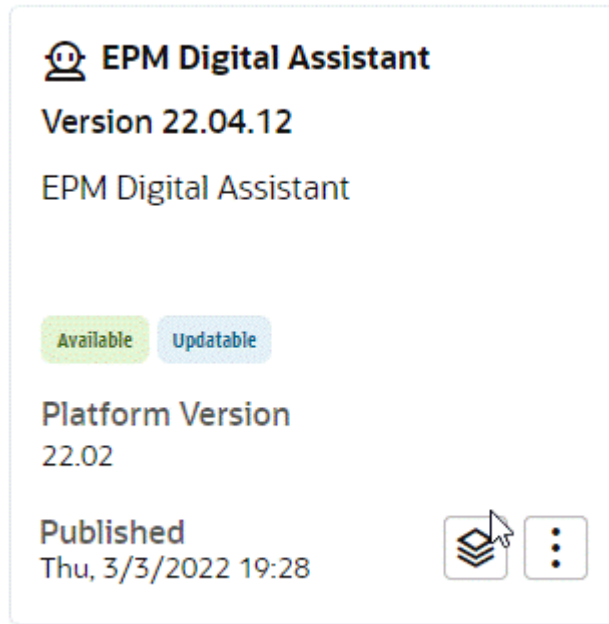 EPM Digital Assistant
Version 22.04.12
EPM Digital Assistant
Available Updatable
Platform Version
22.02
Published
Thu, 3/3/2022 19:28